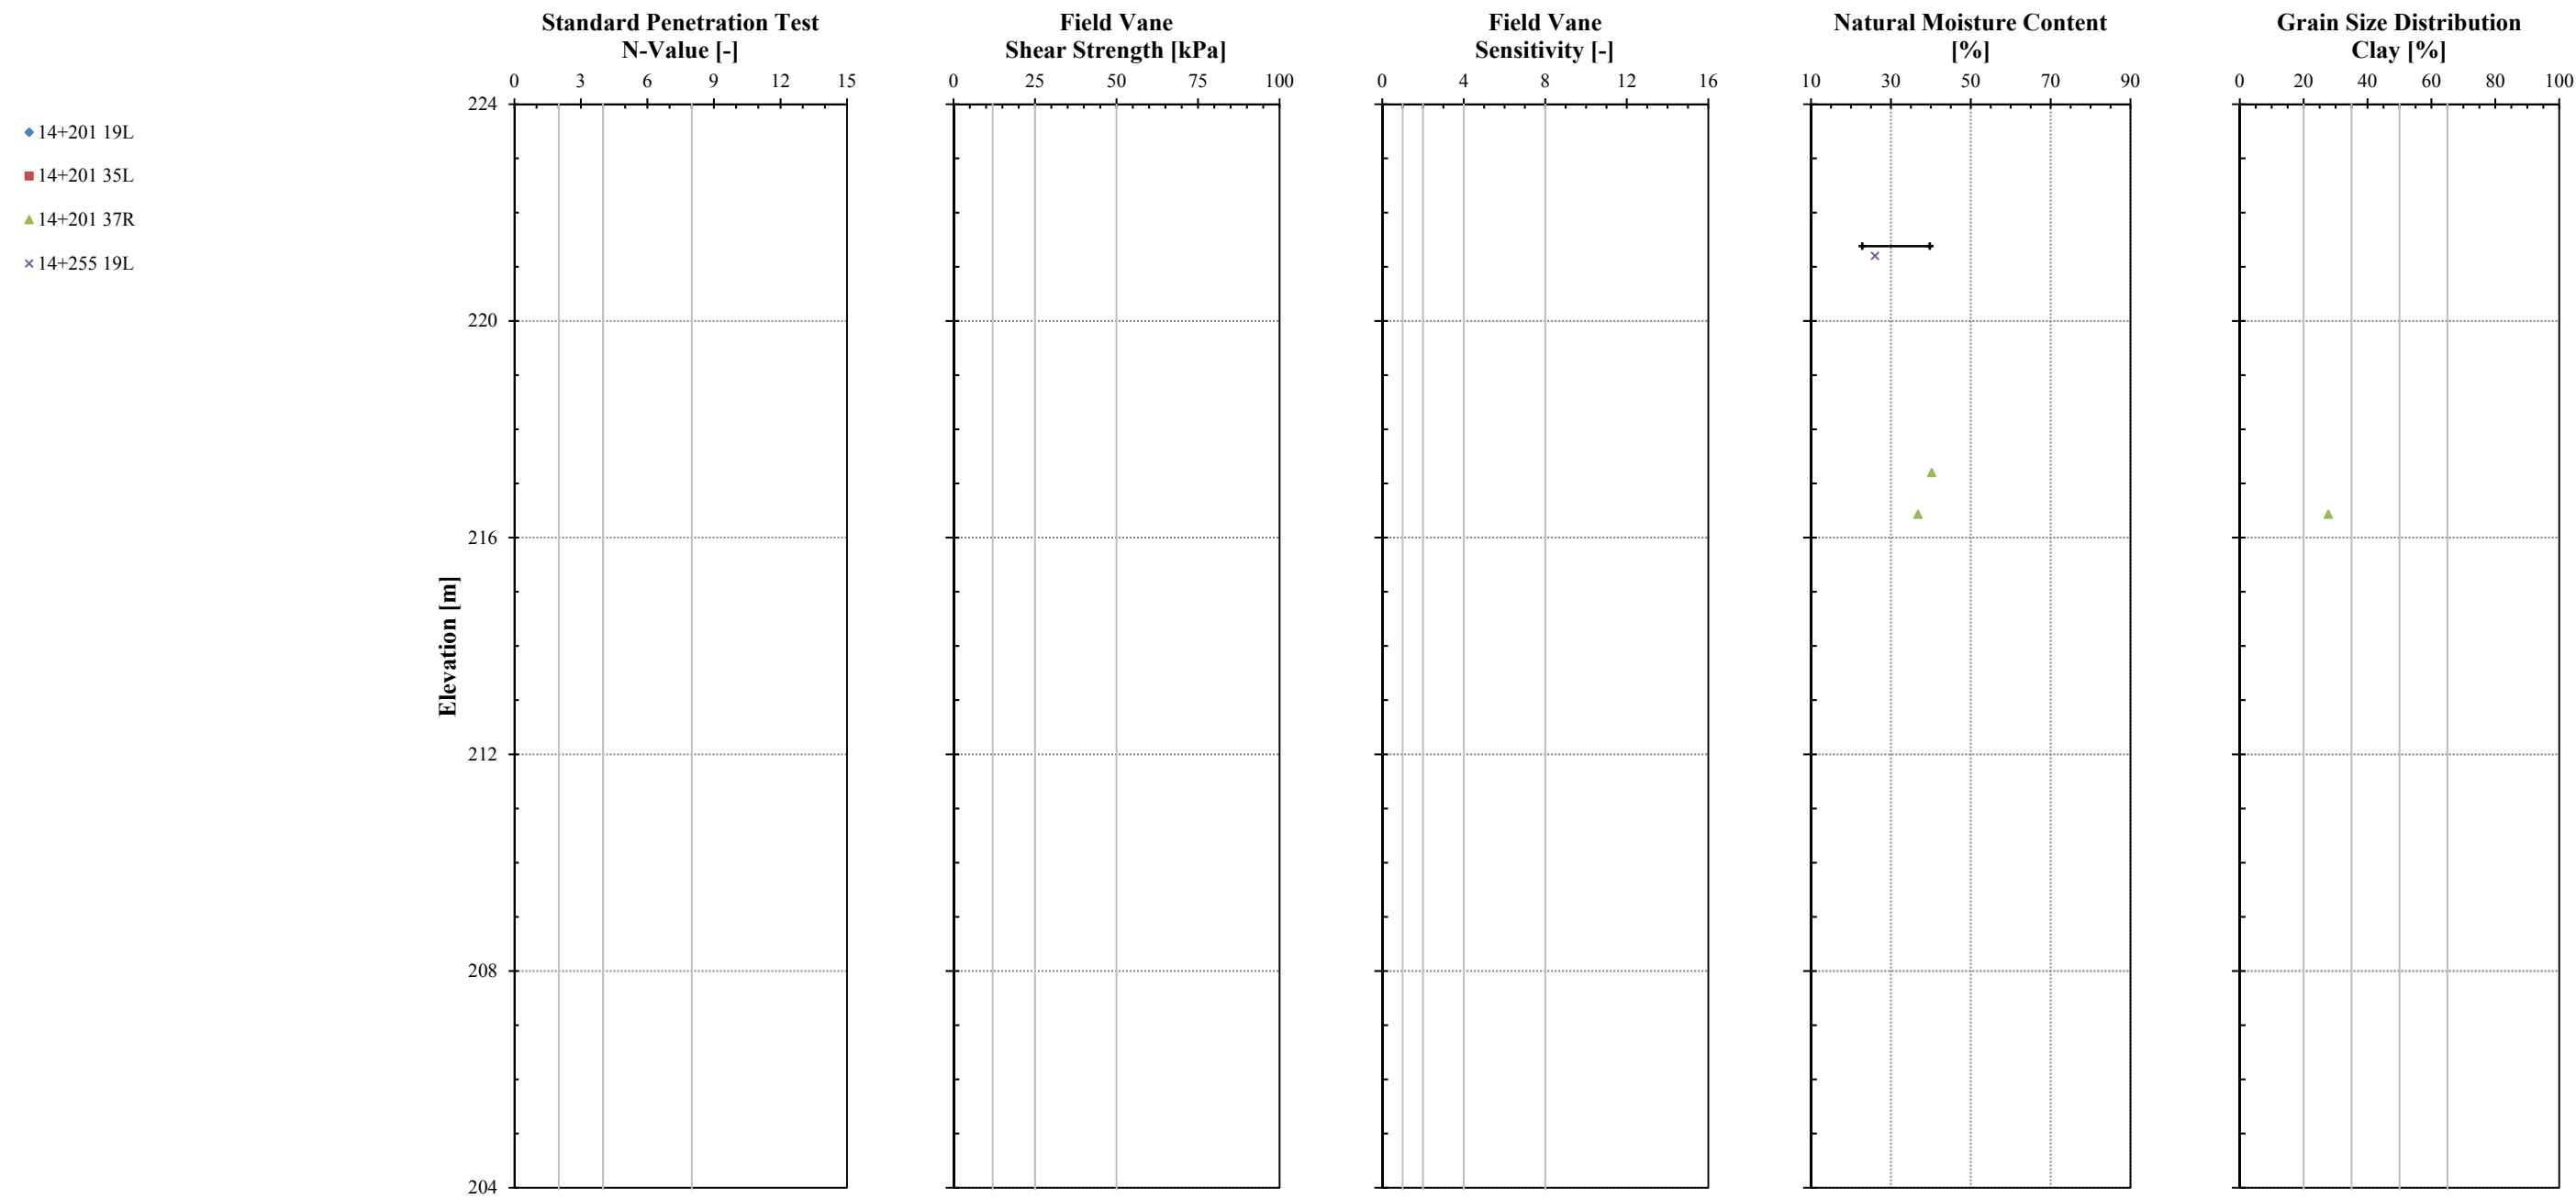 Standard Penetration Test
N-Value [-]
Field Vane
Shear Strength [kPa]
Field Vane
Sensitivity [-]
Natural Moisture Content
[%]
Grain Size Distribution
Clay [%]
0 3 6 9 12 15
0 25 50 75 100
0 4 8 12 16
10 30 50 70 90
0 20 40 60 80 100
14+201 19L
14+201 35L
14+201 37R
14+255 19L
Elevation [m]
224
220
216
212
208
204